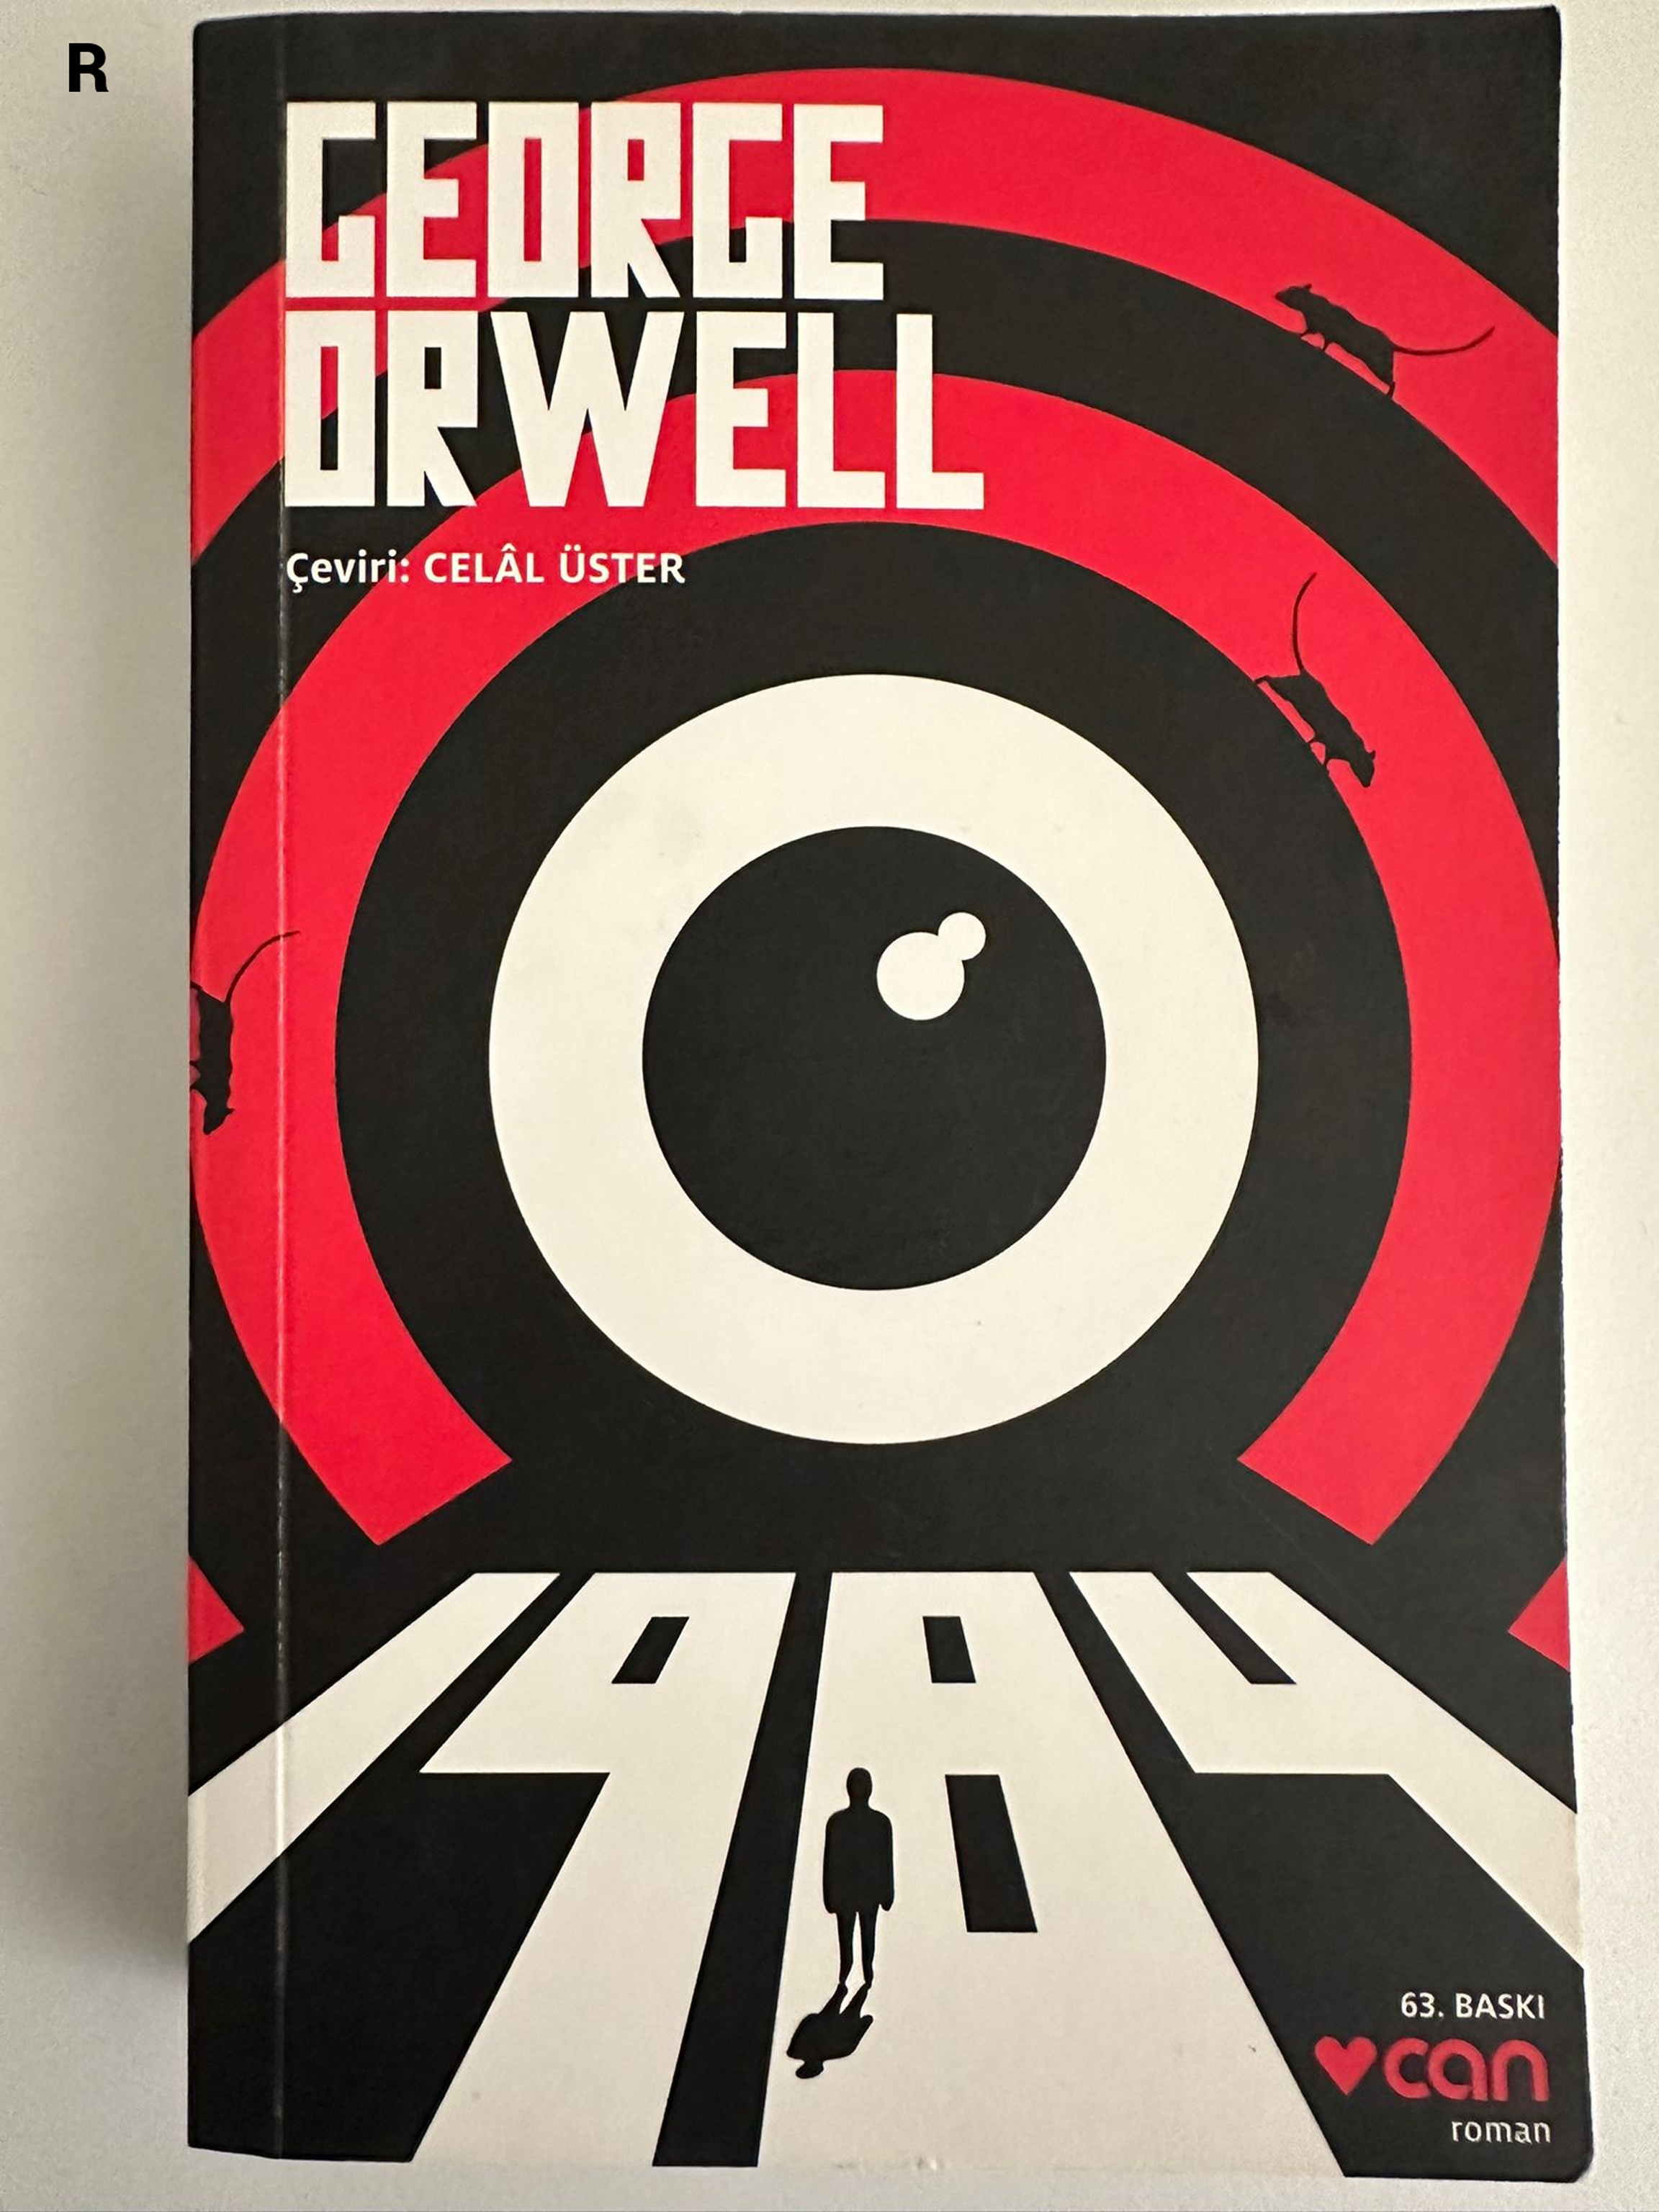 R
GEORGE
ORWELL
Çeviri: CELÂL ÜSTER
1984
63. BASKI
can
roman